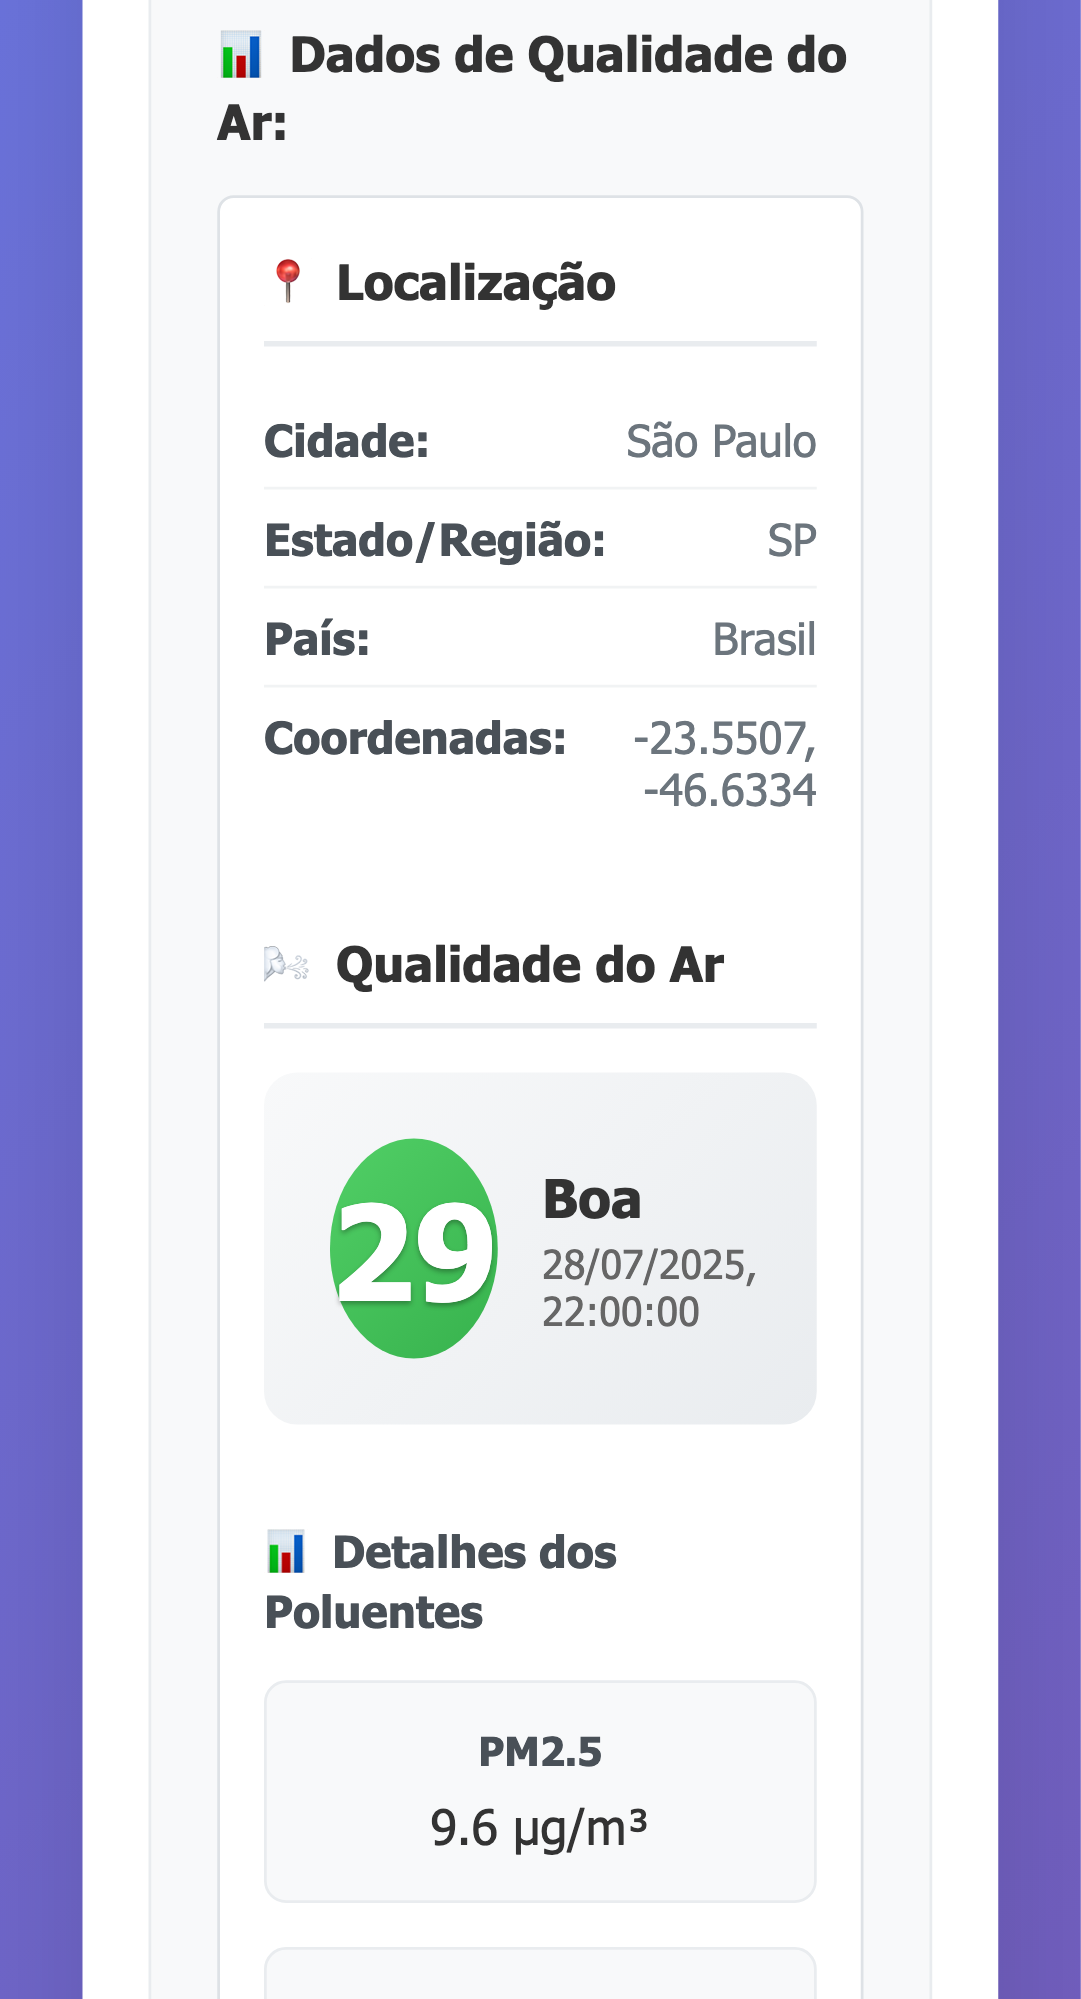 Dados de Qualidade do
Ar:
Localização
Cidade: São Paulo
Estado/Região: SP
País: Brasil
Coordenadas: -23.5507,
-46.6334
Qualidade do Ar
29
Boa
28/07/2025,
22:00:00
Detalhes dos
Poluentes
PM2.5
9.6 µg/m³